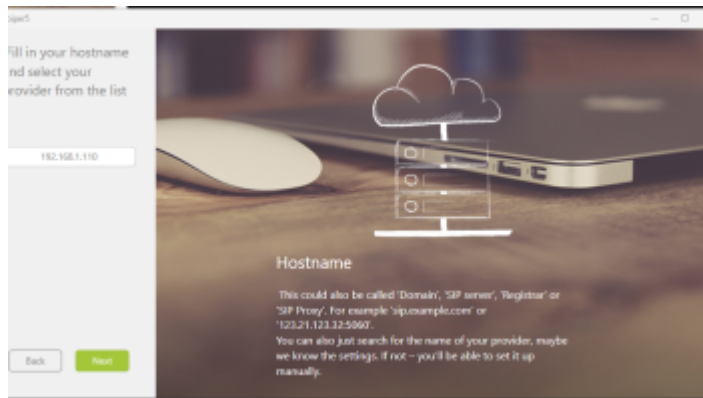 oiper5
Fill in your hostname
nd select your
rovider from the list
192.168.1.110
Back
Next
Hostname
This could also be called 'Domain', 'SIP server', 'Registrar' or
'SIP Proxy'. For example 'sip.example.com' or
'123.21.123.32:5060'.
You can also just search for the name of your provider, maybe
we know the settings. If not – you'll be able to set it up
manually.